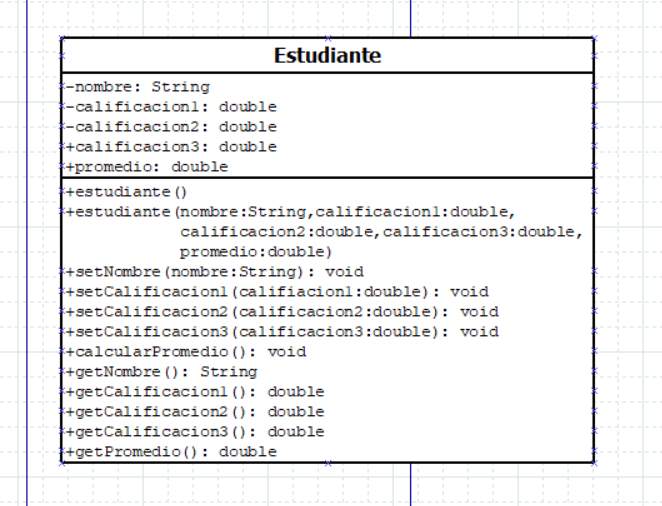 Estudiante
-nombre: String
-calificacion1: double
-calificacion2: double
+calificacion3: double
+promedio: double
+estudiante()
+estudiante(nombre:String,calificacion1:double,
calificacion2:double,calificacion3:double,
promedio:double)
+setNombre(nombre:String): void
+setCalificacion1(califiacion1:double): void
+setCalificacion2(calificacion2:double): void
+setCalificacion3(calificacion3:double): void
+calcularPromedio(): void
+getNombre(): String
+getCalificacion1(): double
+getCalificacion2(): double
+getCalificacion3(): double
+getPromedio(): double